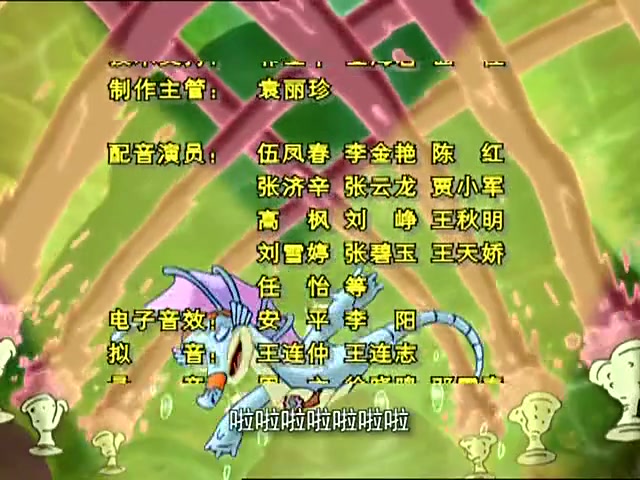 制作主管： 袁丽珍
配音演员： 伍凤春 李金艳 陈 红
张济辛 张云龙 贾小军
高 枫 刘 峥 王秋明
刘雪婷 张碧玉 王天娇
任 怡 等
电子音效： 安 平 李 阳
拟 音： 王连仲 王连志
啦啦啦啦啦啦啦